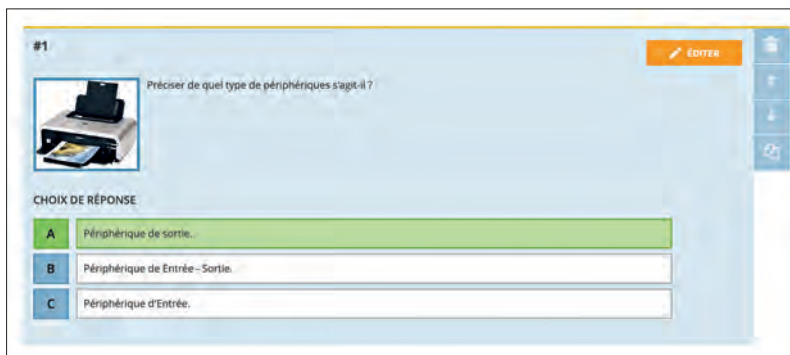 #1
ÉDITER
Préciser de quel type de périphériques s'agit-il ?
CHOIX DE RÉPONSE
A
Périphérique de sortie.
B
Périphérique de Entrée - Sortie.
C
Périphérique d'Entrée.